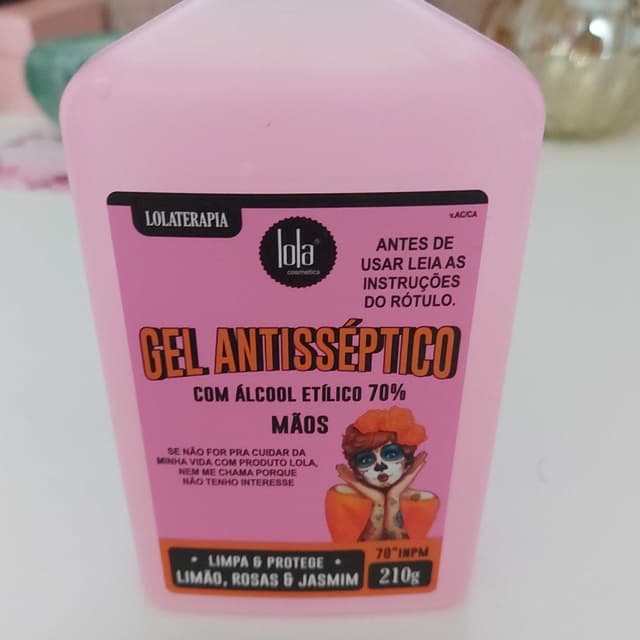 LOLATERAPIA
v.AC/CA
lola®
cosmetics
ANTES DE
USAR LEIA AS
INSTRUÇÕES
DO RÓTULO.
GEL ANTISSÉPTICO
COM ÁLCOOL ETÍLICO 70%
MÃOS
SE NÃO FOR PRA CUIDAR DA
MINHA VIDA COM PRODUTO LOLA,
NEM ME CHAMA PORQUE
NÃO TENHO INTERESSE
• LIMPA & PROTEGE •
LIMÃO, ROSAS & JASMIM
70°INPM
210g